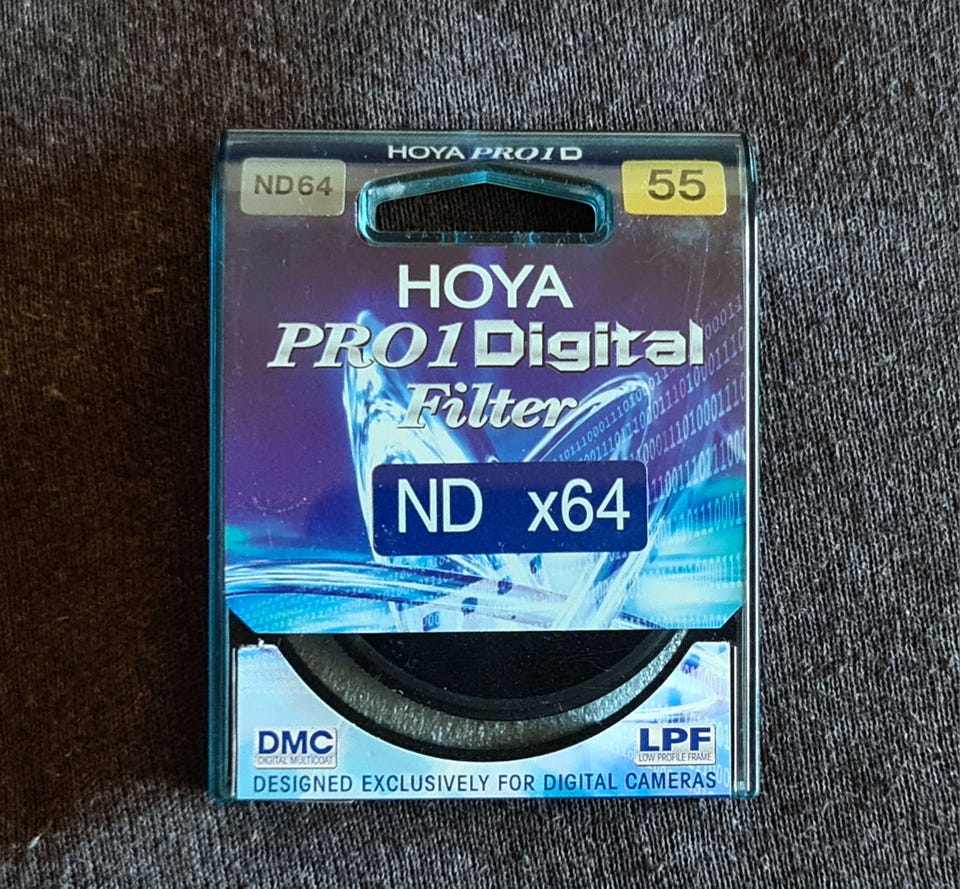 HOYA PRO1 D
ND64
55
HOYA
PRO1 Digital
Filter
ND x64
DMC
DIGITAL MULTICOAT
LPF
LOW PROFILE FRAME
DESIGNED EXCLUSIVELY FOR DIGITAL CAMERAS